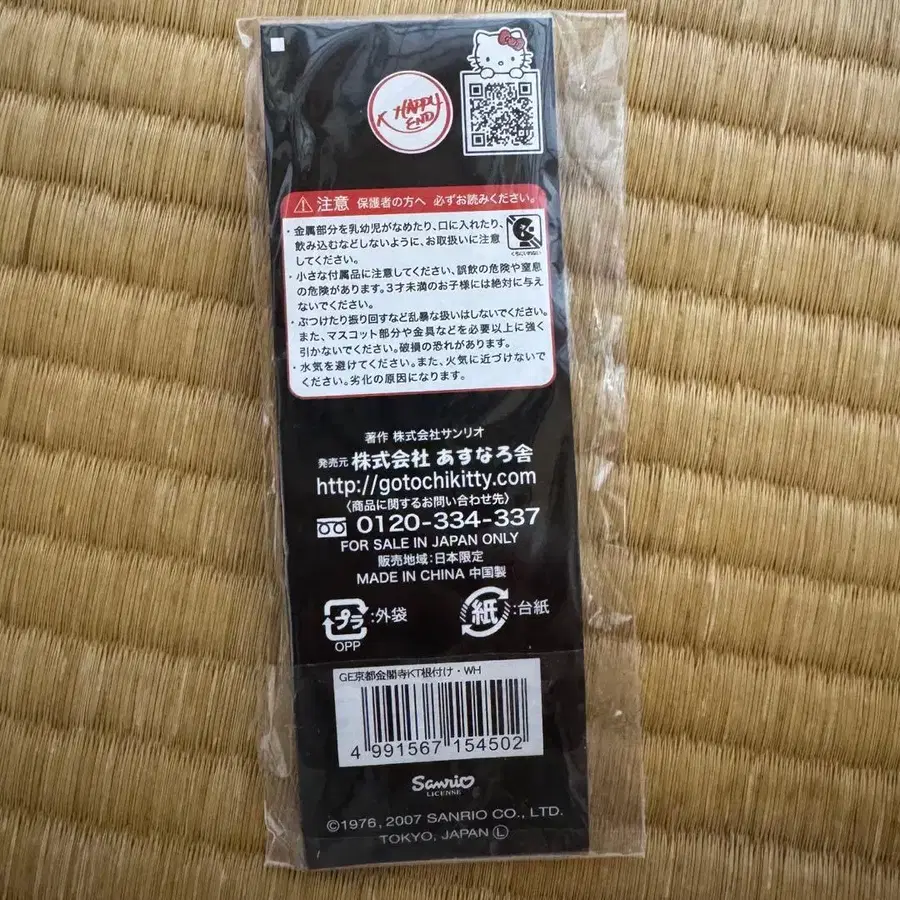 K HAPPY
END
⚠注意 保護者の方へ 必ずお読みください。
・金属部分を乳幼児がなめたり、口に入れたり、
飲み込むなどしないように、お取扱いに注意
してください。
くちにいれない
・小さな付属品に注意してください、誤飲の危険や窒息
の危険があります。3才未満のお子様には絶対に与え
ないでください。
・ぶつけたり振り回すなど乱暴な扱いはしないでください。
また、マスコット部分や金具などを必要以上に強く
引かないでください。破損の恐れがあります。
・水気を避けてください。また、火気に近づけないで
ください。劣化の原因になります。
著作 株式会社サンリオ
発売元 株式会社 あすなろ舎
http://gotochikitty.com
〈商品に関するお問い合わせ先〉
0120-334-337
FOR SALE IN JAPAN ONLY
販売地域:日本限定
MADE IN CHINA 中国製
プラ:外袋
OPP
紙:台紙
GE京都金閣寺KT根付け・WH
4 991567 154502
Sanrio
LICENSE
©1976, 2007 SANRIO CO., LTD.
TOKYO, JAPAN Ⓛ